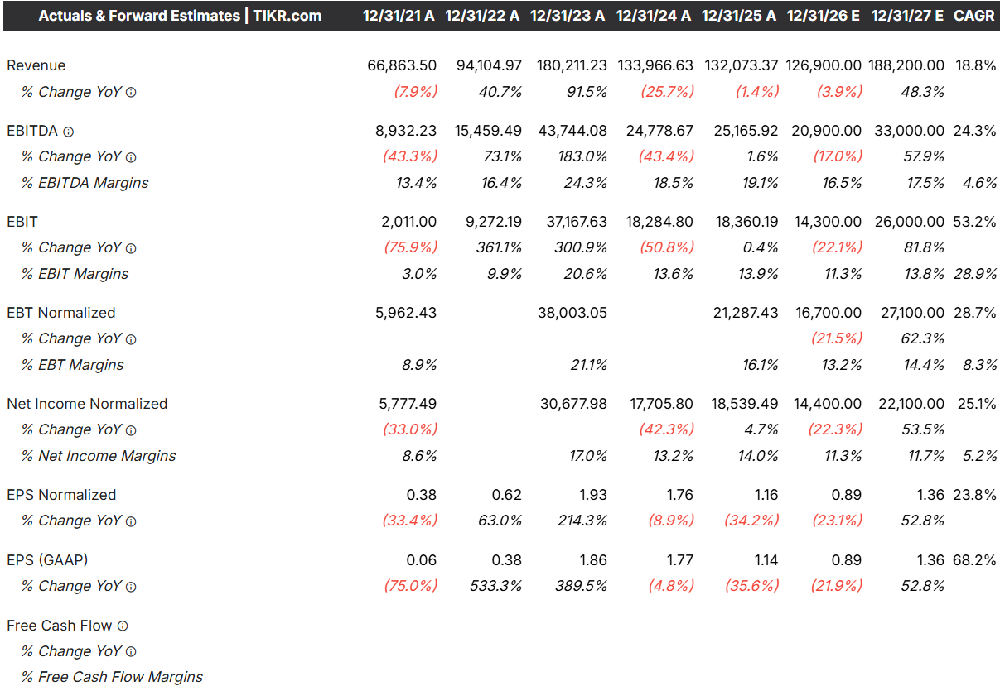 Actuals & Forward Estimates | TIKR.com 12/31/21 A 12/31/22 A 12/31/23 A 12/31/24 A 12/31/25 A 12/31/26 E 12/31/27 E CAGR
Revenue 66,863.50 94,104.97 180,211.23 133,966.63 132,073.37 126,900.00 188,200.00 18.8%
% Change YoY (7.9%) 40.7% 91.5% (25.7%) (1.4%) (3.9%) 48.3%
EBITDA 8,932.23 15,459.49 43,744.08 24,778.67 25,165.92 20,900.00 33,000.00 24.3%
% Change YoY (43.3%) 73.1% 183.0% (43.4%) 1.6% (17.0%) 57.9%
% EBITDA Margins 13.4% 16.4% 24.3% 18.5% 19.1% 16.5% 17.5% 4.6%
EBIT 2,011.00 9,272.19 37,167.63 18,284.80 18,360.19 14,300.00 26,000.00 53.2%
% Change YoY (75.9%) 361.1% 300.9% (50.8%) 0.4% (22.1%) 81.8%
% EBIT Margins 3.0% 9.9% 20.6% 13.6% 13.9% 11.3% 13.8% 28.9%
EBT Normalized 5,962.43 38,003.05 21,287.43 16,700.00 27,100.00 28.7%
% Change YoY (21.5%) 62.3%
% EBT Margins 8.9% 21.1% 16.1% 13.2% 14.4% 8.3%
Net Income Normalized 5,777.49 30,677.98 17,705.80 18,539.49 14,400.00 22,100.00 25.1%
% Change YoY (33.0%) (42.3%) 4.7% (22.3%) 53.5%
% Net Income Margins 8.6% 17.0% 13.2% 14.0% 11.3% 11.7% 5.2%
EPS Normalized 0.38 0.62 1.93 1.76 1.16 0.89 1.36 23.8%
% Change YoY (33.4%) 63.0% 214.3% (8.9%) (34.2%) (23.1%) 52.8%
EPS (GAAP) 0.06 0.38 1.86 1.77 1.14 0.89 1.36 68.2%
% Change YoY (75.0%) 533.3% 389.5% (4.8%) (35.6%) (21.9%) 52.8%
Free Cash Flow
% Change YoY
% Free Cash Flow Margins